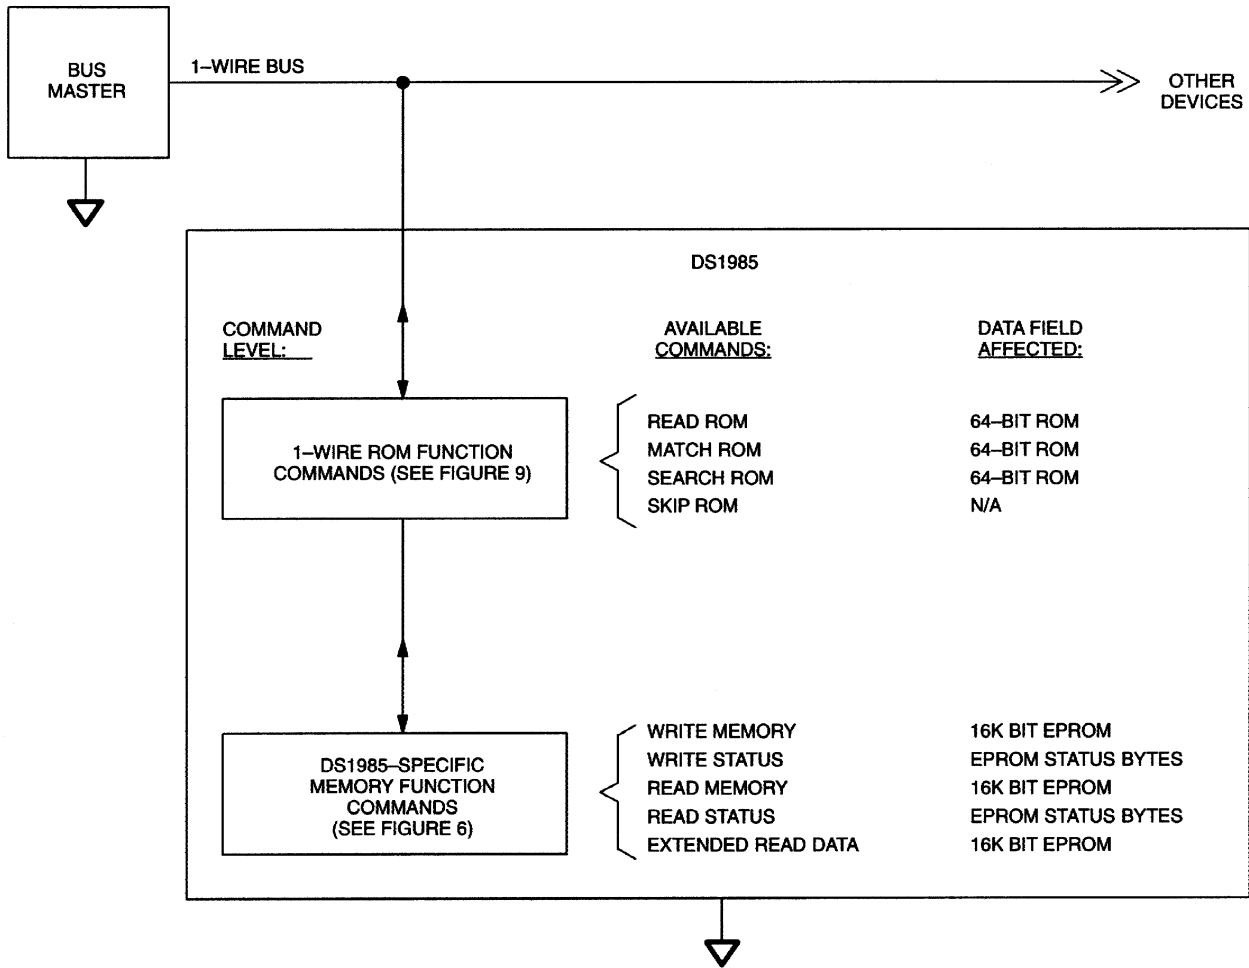 BUS
MASTER
1–WIRE BUS
OTHER
DEVICES
DS1985
COMMAND
LEVEL:
AVAILABLE
COMMANDS:
DATA FIELD
AFFECTED:
1–WIRE ROM FUNCTION
COMMANDS (SEE FIGURE 9)
READ ROM 64–BIT ROM
MATCH ROM 64–BIT ROM
SEARCH ROM 64–BIT ROM
SKIP ROM N/A
DS1985–SPECIFIC
MEMORY FUNCTION
COMMANDS
(SEE FIGURE 6)
WRITE MEMORY 16K BIT EPROM
WRITE STATUS EPROM STATUS BYTES
READ MEMORY 16K BIT EPROM
READ STATUS EPROM STATUS BYTES
EXTENDED READ DATA 16K BIT EPROM